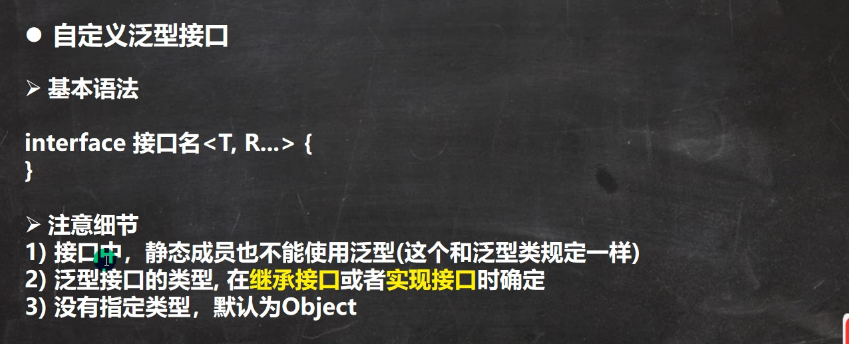 ● 自定义泛型接口
➢ 基本语法
interface 接口名<T, R...> {
}
➢ 注意细节
1) 接口中，静态成员也不能使用泛型(这个和泛型类规定一样)
2) 泛型接口的类型, 在继承接口或者实现接口时确定
3) 没有指定类型，默认为Object